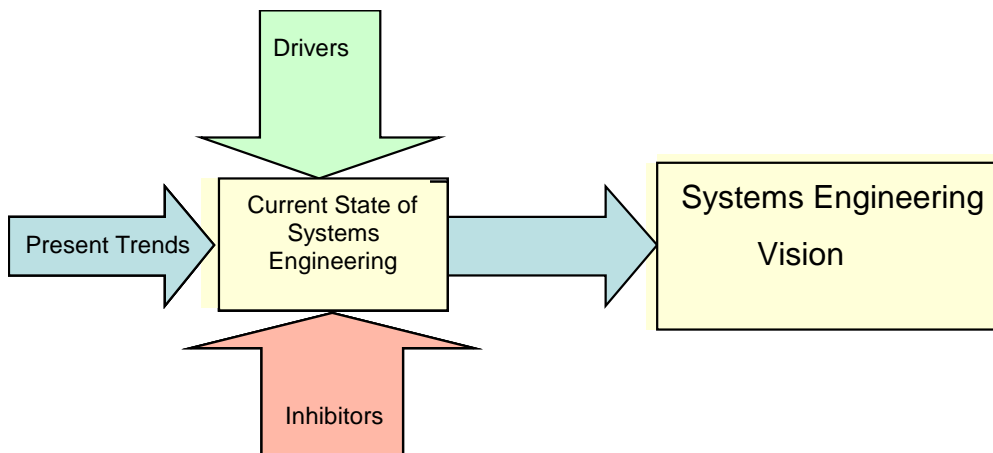 Drivers
Present Trends
Current State of
Systems
Engineering
Systems Engineering
Vision
Inhibitors